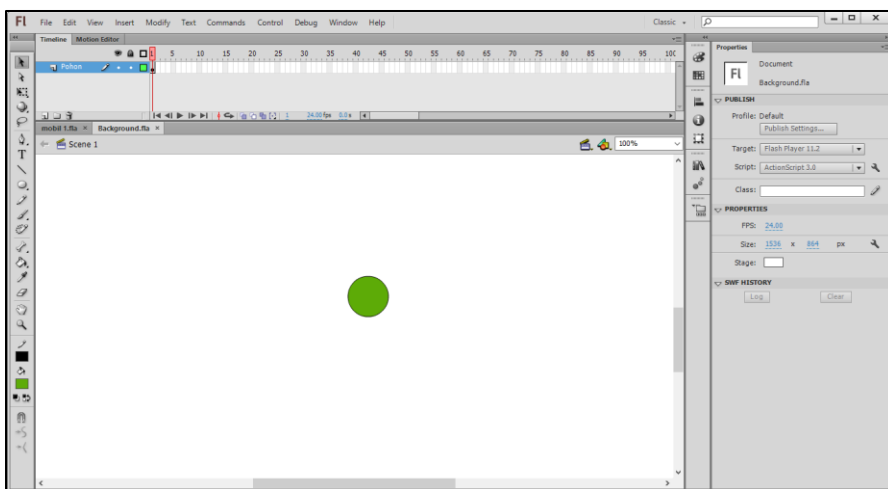 Fl File Edit View Insert Modify Text Commands Control Debug Window Help Classic
Timeline Motion Editor
1 5 10 15 20 25 30 35 40 45 50 55 60 65 70 75 80 85 90 95 100
Pohon
1 24.00 fps 0.0 s
mobil 1.fla × Background.fla ×
Scene 1 100%
T
Properties
Fl Document
Background.fla
PUBLISH
Profile: Default
Publish Settings...
Target: Flash Player 11.2
Script: ActionScript 3.0
Class:
PROPERTIES
FPS: 24.00
Size: 1536 x 864 px
Stage:
SWF HISTORY
Log Clear